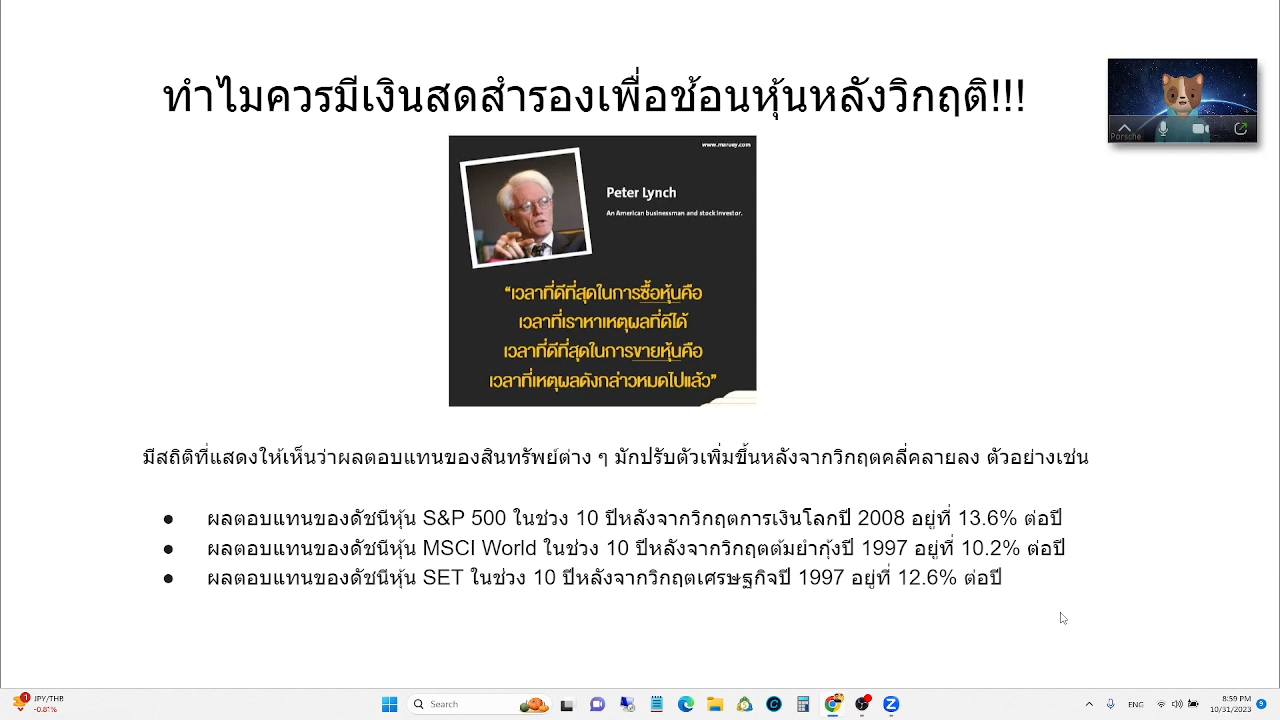 ทำไมควรมีเงินสดสำรองเพื่อช้อนหุ้นหลังวิกฤติ!!!
Porsche
www.maruey.com
Peter Lynch
An American businessman and stock investor.
“เวลาที่ดีที่สุดในการซื้อหุ้นคือ
เวลาที่เราหาเหตุผลที่ดีได้
เวลาที่ดีที่สุดในการขายหุ้นคือ
เวลาที่เหตุผลดังกล่าวหมดไปแล้ว”
มีสถิติที่แสดงให้เห็นว่าผลตอบแทนของสินทรัพย์ต่าง ๆ มักปรับตัวเพิ่มขึ้นหลังจากวิกฤตคลี่คลายลง ตัวอย่างเช่น
● ผลตอบแทนของดัชนีหุ้น S&P 500 ในช่วง 10 ปีหลังจากวิกฤตการเงินโลกปี 2008 อยู่ที่ 13.6% ต่อปี
● ผลตอบแทนของดัชนีหุ้น MSCI World ในช่วง 10 ปีหลังจากวิกฤตต้มยำกุ้งปี 1997 อยู่ที่ 10.2% ต่อปี
● ผลตอบแทนของดัชนีหุ้น SET ในช่วง 10 ปีหลังจากวิกฤตเศรษฐกิจปี 1997 อยู่ที่ 12.6% ต่อปี
1
JPY/THB
-0.81%
Search
ENG
8:59 PM
10/31/2023